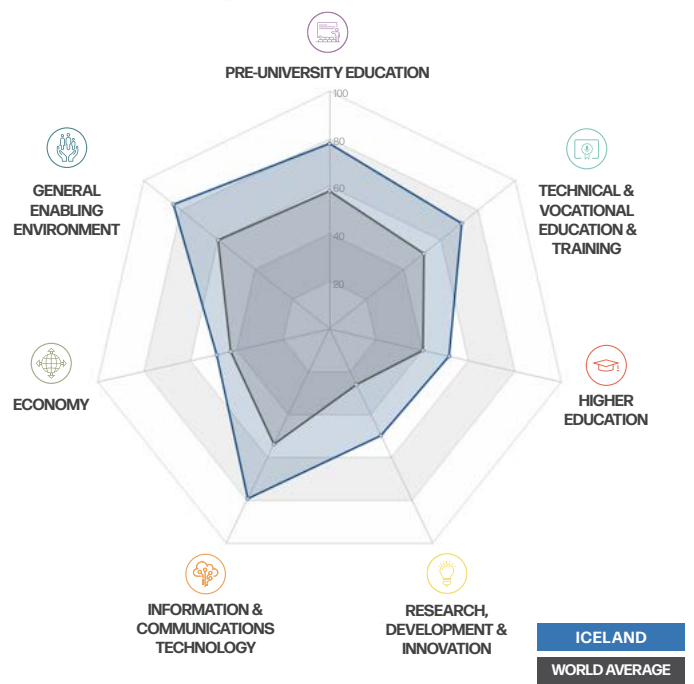 PRE-UNIVERSITY EDUCATION
100
80
60
40
20
GENERAL
ENABLING
ENVIRONMENT
TECHNICAL &
VOCATIONAL
EDUCATION &
TRAINING
ECONOMY
HIGHER
EDUCATION
INFORMATION &
COMMUNICATIONS
TECHNOLOGY
RESEARCH,
DEVELOPMENT &
INNOVATION
ICELAND
WORLD AVERAGE